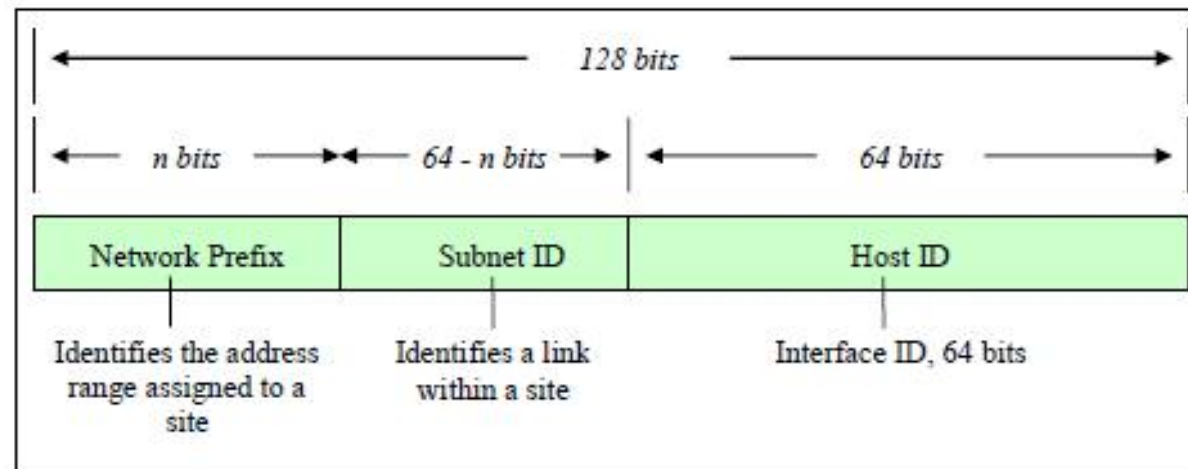 128 bits
n bits 64 - n bits 64 bits
Network Prefix Subnet ID Host ID
Identifies the address
range assigned to a
site
Identifies a link
within a site
Interface ID, 64 bits